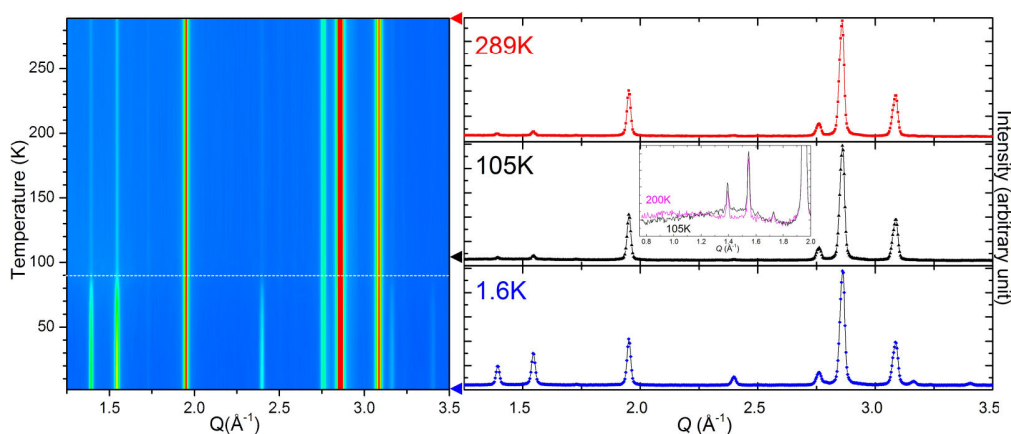 Temperature (K)
250
200
150
100
50
1.5
2.0
2.5
3.0
3.5
Q(Å⁻¹)
289K
105K
200K
105K
0.8
1.0
1.2
1.4
1.6
1.8
2.0
Q (Å⁻¹)
1.6K
1.5
2.0
2.5
3.0
3.5
Q (Å⁻¹)
Intensity (arbitrary unit)